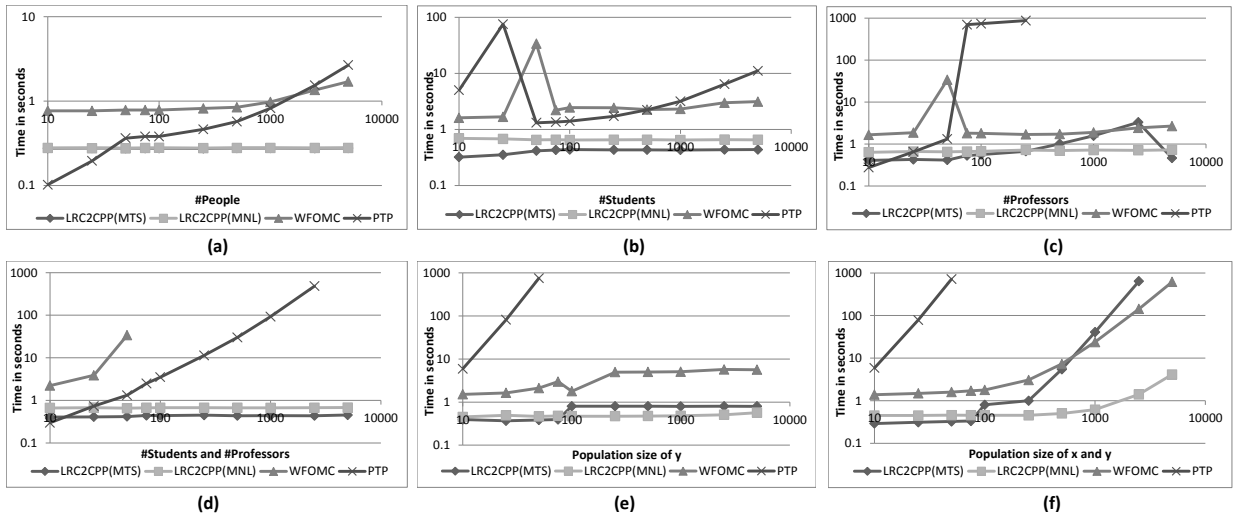 10
1
0.1
10 100 1000 10000
Time in seconds
#People
LRC2CPP(MTS) LRC2CPP(MNL) WFOMC PTP
(a)
100
10
1
0.1
10 100 1000 10000
Time in seconds
#Students
LRC2CPP(MTS) LRC2CPP(MNL) WFOMC PTP
(b)
1000
100
10
1
0.1
10 100 1000 10000
Time in seconds
#Professors
LRC2CPP(MTS) LRC2CPP(MNL) WFOMC PTP
(c)
1000
100
10
1
0.1
10 100 1000 10000
Time in seconds
#Students and #Professors
LRC2CPP(MTS) LRC2CPP(MNL) WFOMC PTP
(d)
1000
100
10
1
0.1
10 100 1000 10000
Time in seconds
Population size of y
LRC2CPP(MTS) LRC2CPP(MNL) WFOMC PTP
(e)
1000
100
10
1
0.1
10 100 1000 10000
Time in seconds
Population size of x and y
LRC2CPP(MTS) LRC2CPP(MNL) WFOMC PTP
(f)